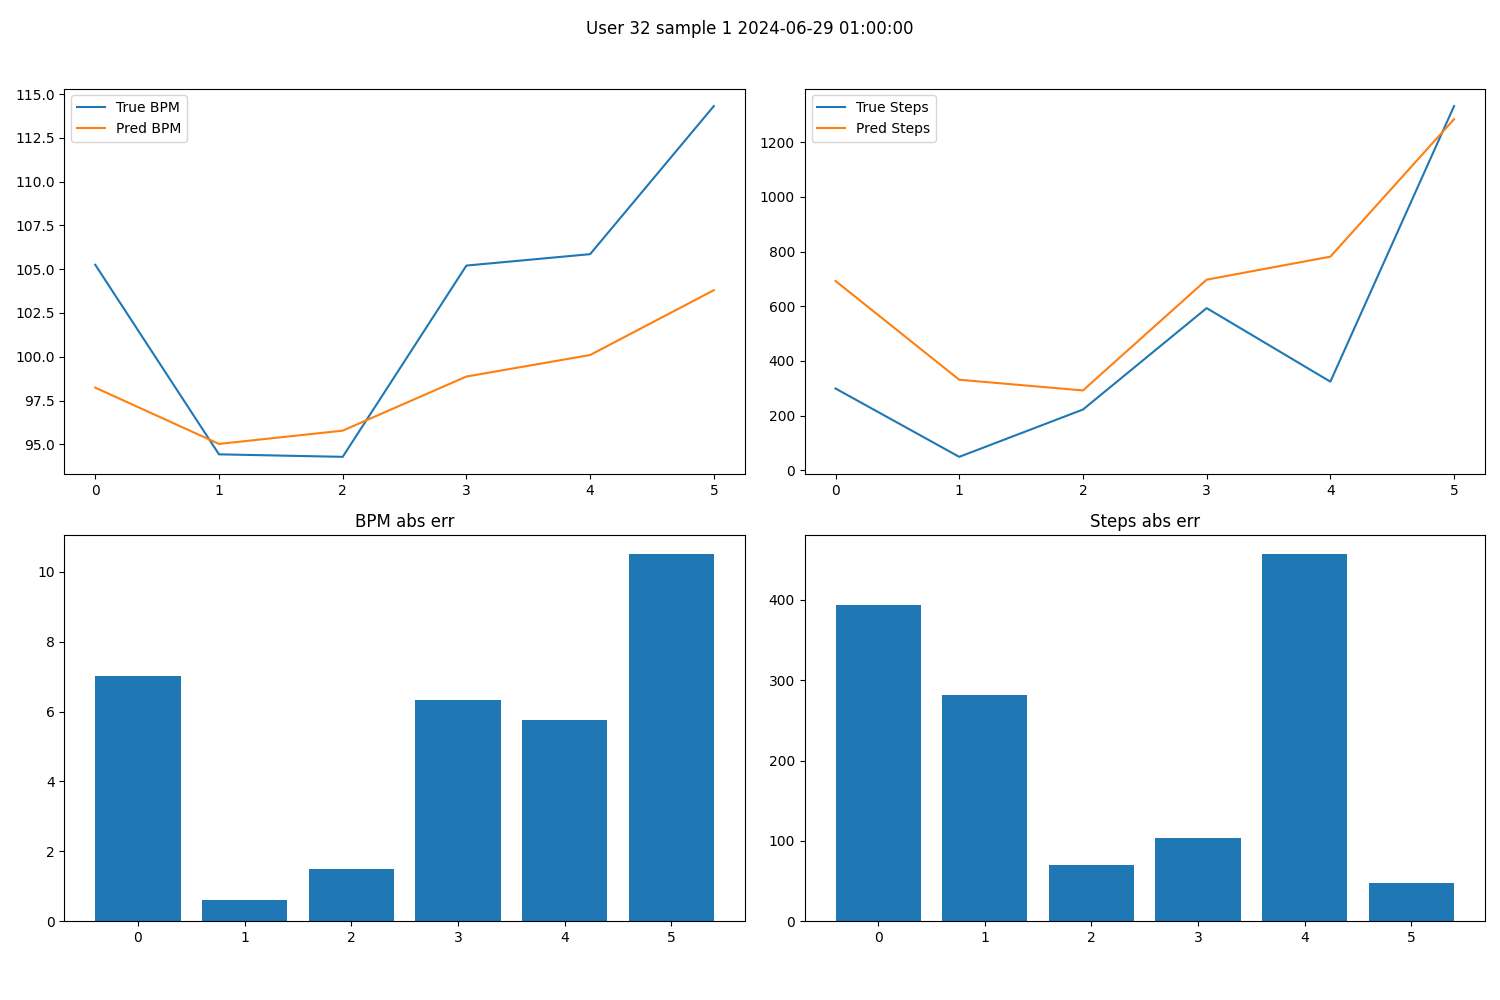 User 32 sample 1 2024-06-29 01:00:00
True BPM
Pred BPM
115.0
112.5
110.0
107.5
105.0
102.5
100.0
97.5
95.0
0 1 2 3 4 5
True Steps
Pred Steps
1200
1000
800
600
400
200
0
0 1 2 3 4 5
BPM abs err
10
8
6
4
2
0
0 1 2 3 4 5
Steps abs err
400
300
200
100
0
0 1 2 3 4 5